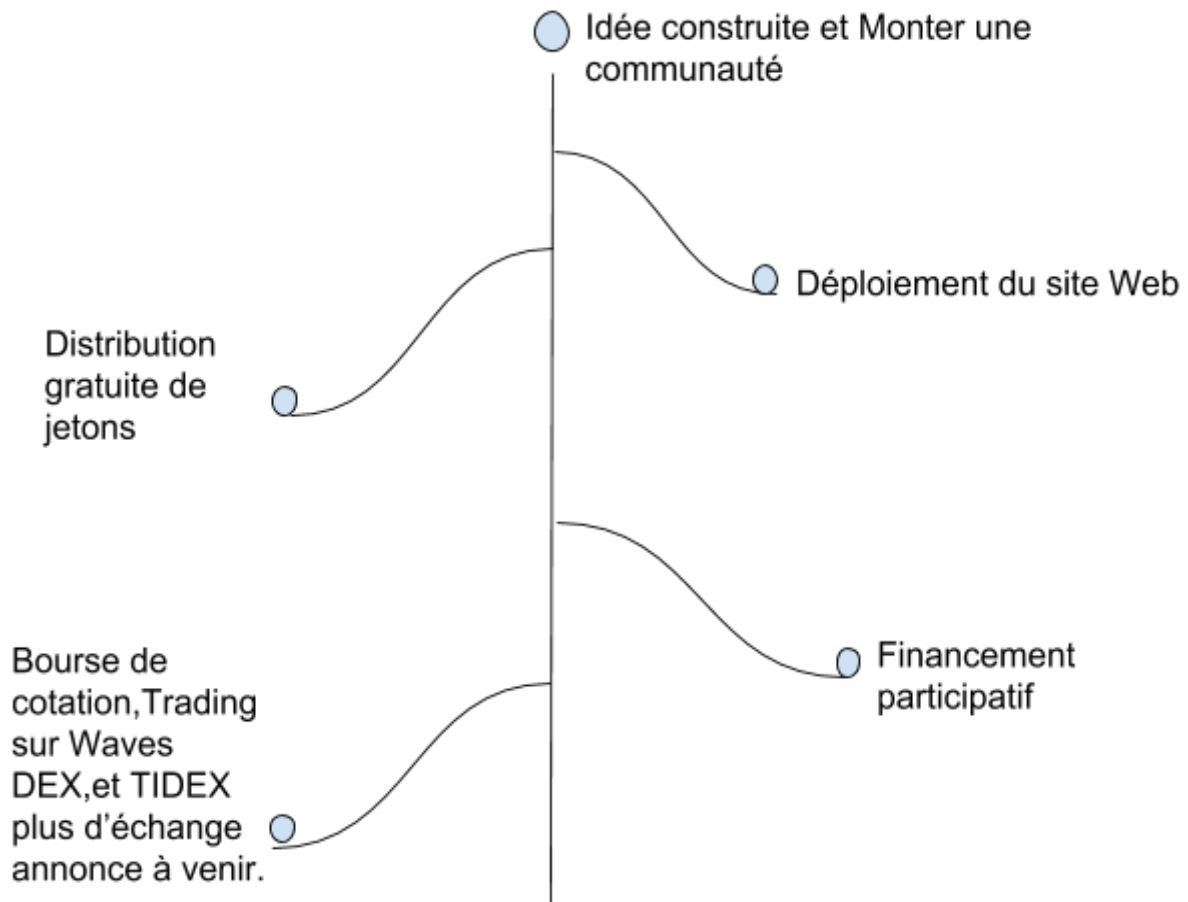 Idée construite et Monter une
communauté
Déploiement du site Web
Distribution
gratuite de
jetons
Financement
participatif
Bourse de
cotation,Trading
sur Waves
DEX,et TIDEX
plus d’échange
annonce à venir.